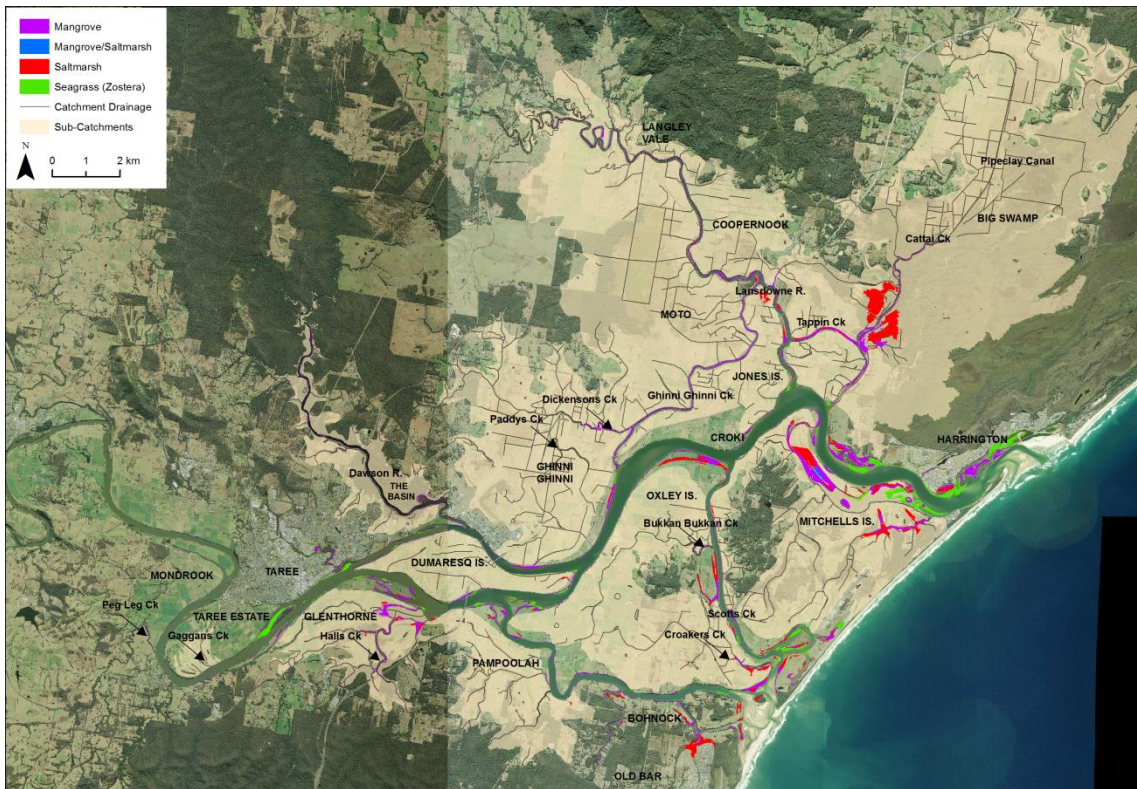 Mangrove
Mangrove/Saltmarsh
Saltmarsh
Seagrass (Zostera)
Catchment Drainage
Sub-Catchments
N
0 1 2 km
LANGLEY
VALE
Pipeclay Canal
BIG SWAMP
COOPERNOOK
Cattai Ck
Lansdowne R.
MOTO
Tappin Ck
JONES IS.
Dickensons Ck
Ghinni Ghinni Ck
Paddys Ck
CROKI
HARRINGTON
GHINNI
GHINNI
Dawson R.
THE
BASIN
OXLEY IS.
MITCHELLS IS.
Bukkan Bukkan Ck
DUMARESQ IS.
TAREE
MONDROOK
Peg Leg Ck
TAREE ESTATE
GLENTHORNE
Scotts Ck
Gaggans Ck
Halls Ck
Croakers Ck
PAMPOOLAH
BOHNOCK
OLD BAR